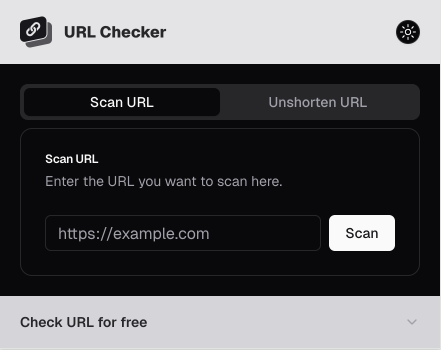 URL Checker
Scan URL
Unshorten URL
Scan URL
Enter the URL you want to scan here.
https://example.com
Scan
Check URL for free